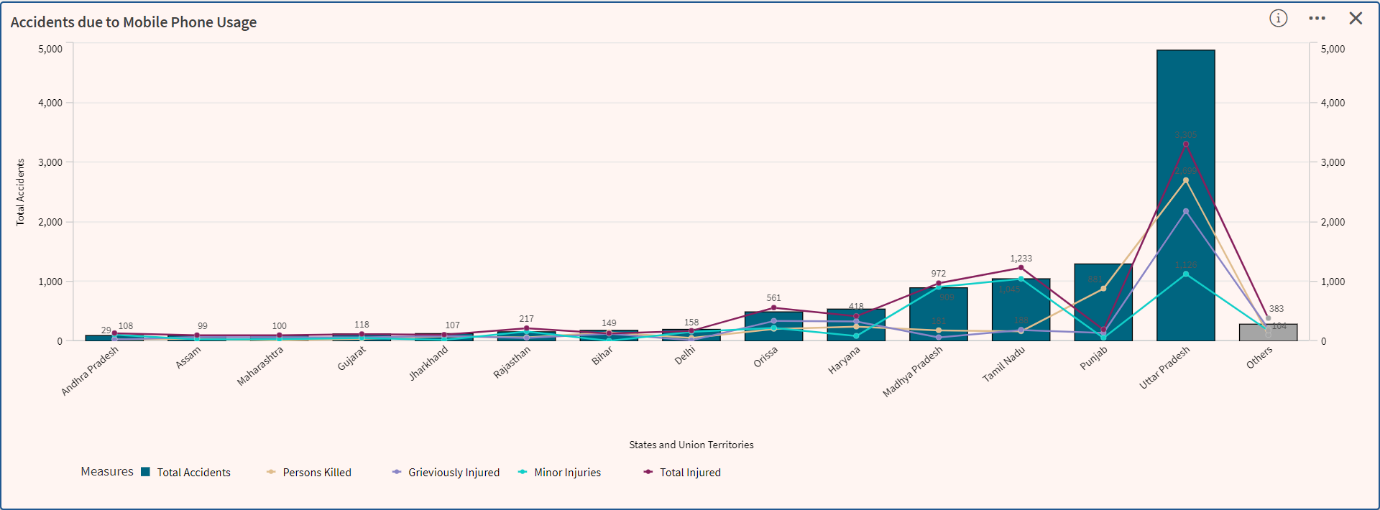 Accidents due to Mobile Phone Usage
5,000 5,000
4,000 4,000
3,000 3,000
2,000 2,000
1,000 1,000
0 0
Total Accidents
29 108 99 100 118 107 217 149 158 561 418 972 1,233 383 104
Andhra Pradesh
Assam
Maharashtra
Gujarat
Jharkhand
Rajasthan
Bihar
Delhi
Orissa
Haryana
Madhya Pradesh
Tamil Nadu
Punjab
Uttar Pradesh
Others
States and Union Territories
Measures Total Accidents Persons Killed Grieviously Injured Minor Injuries Total Injured